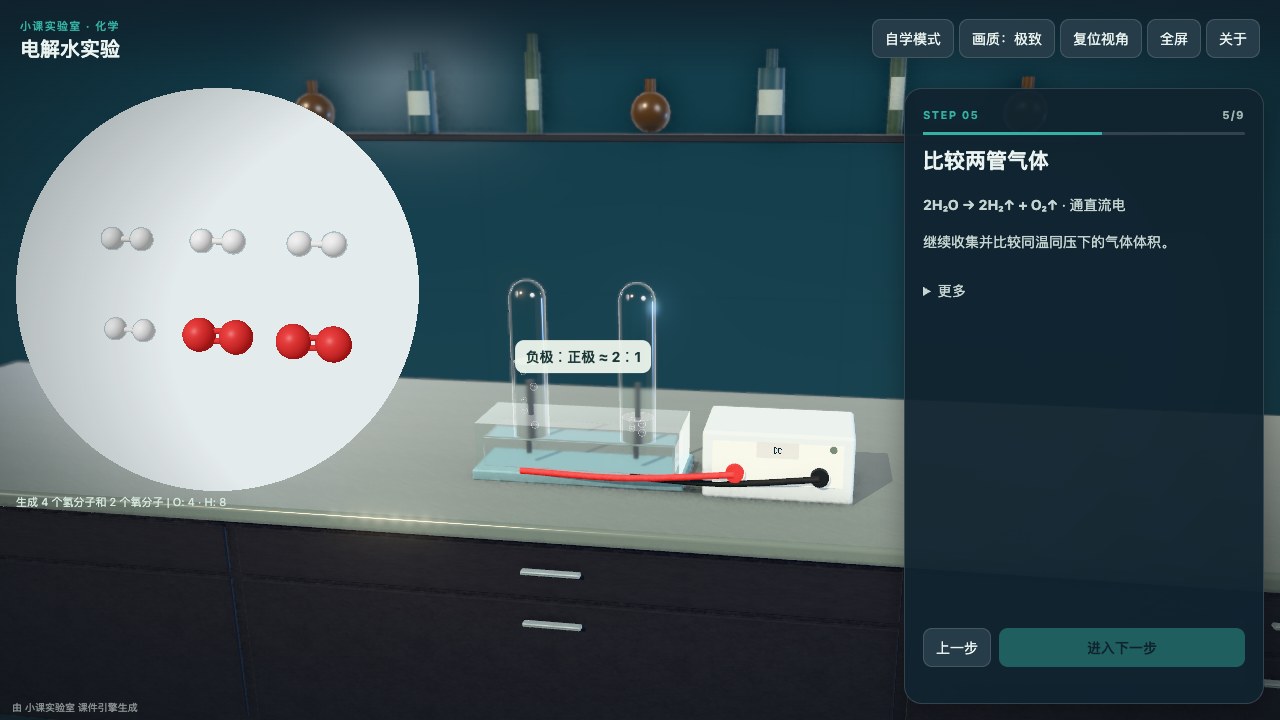 小课实验室 · 化学
电解水实验
自学模式
画质：极致
复位视角
全屏
关于
STEP 05
5/9
比较两管气体
2H₂O → 2H₂↑ + O₂↑ · 通直流电
继续收集并比较同温同压下的气体体积。
▶ 更多
负极：正极 ≈ 2：1
DC
生成 4 个氢分子和 2 个氧分子 | O: 4 · H: 8
上一步
进入下一步
由 小课实验室 课件引擎生成